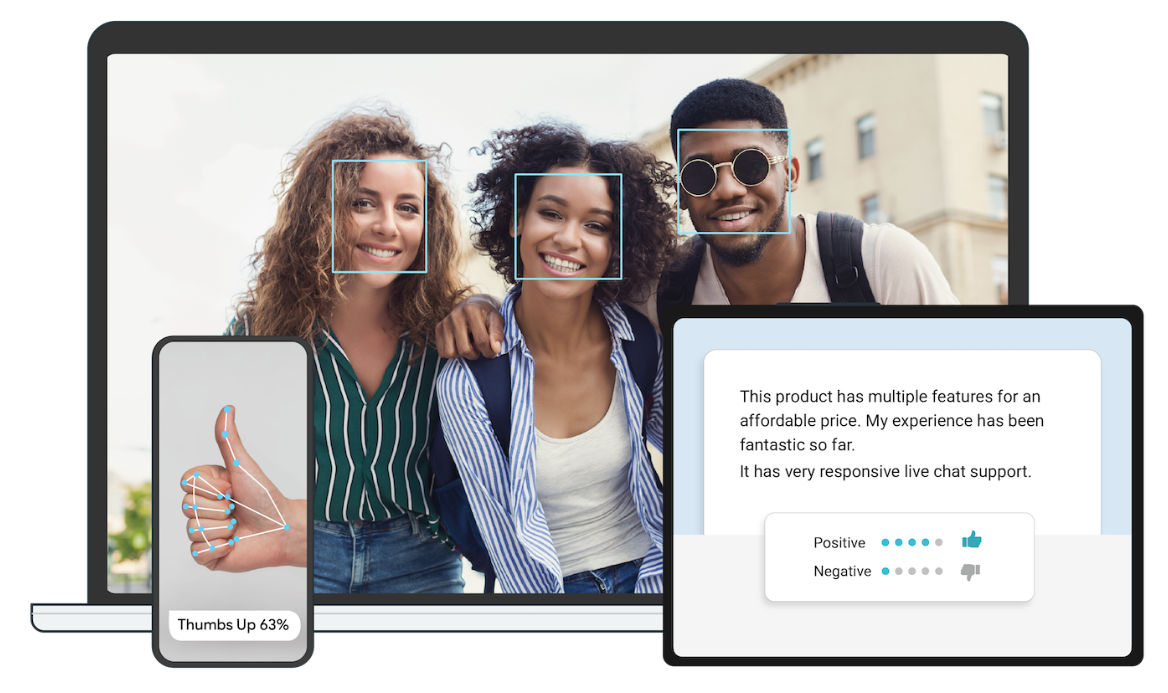 This product has multiple features for an
affordable price. My experience has been
fantastic so far.
It has very responsive live chat support.
Positive
Negative
Thumbs Up 63%